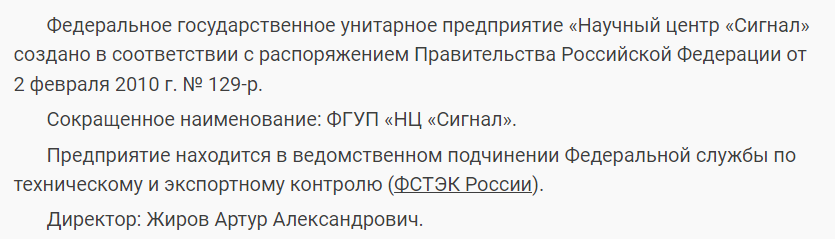 Федеральное государственное унитарное предприятие «Научный центр «Сигнал»
создано в соответствии с распоряжением Правительства Российской Федерации от
2 февраля 2010 г. № 129-р.
Сокращенное наименование: ФГУП «НЦ «Сигнал».
Предприятие находится в ведомственном подчинении Федеральной службы по
техническому и экспортному контролю (ФСТЭК России).
Директор: Жиров Артур Александрович.